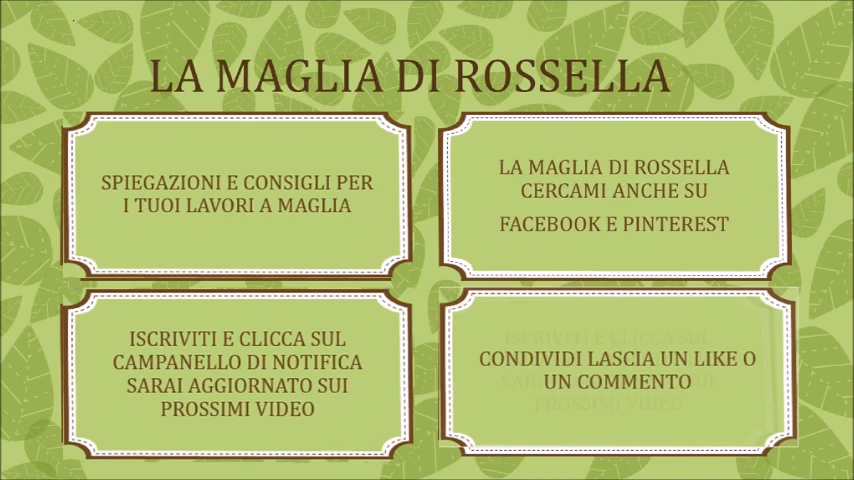 LA MAGLIA DI ROSSELLA
SPIEGAZIONI E CONSIGLI PER
I TUOI LAVORI A MAGLIA
LA MAGLIA DI ROSSELLA
CERCAMI ANCHE SU
FACEBOOK E PINTEREST
ISCRIVITI E CLICCA SUL
CAMPANELLO DI NOTIFICA
SARAI AGGIORNATO SUI
PROSSIMI VIDEO
CONDIVIDI LASCIA UN LIKE O
UN COMMENTO